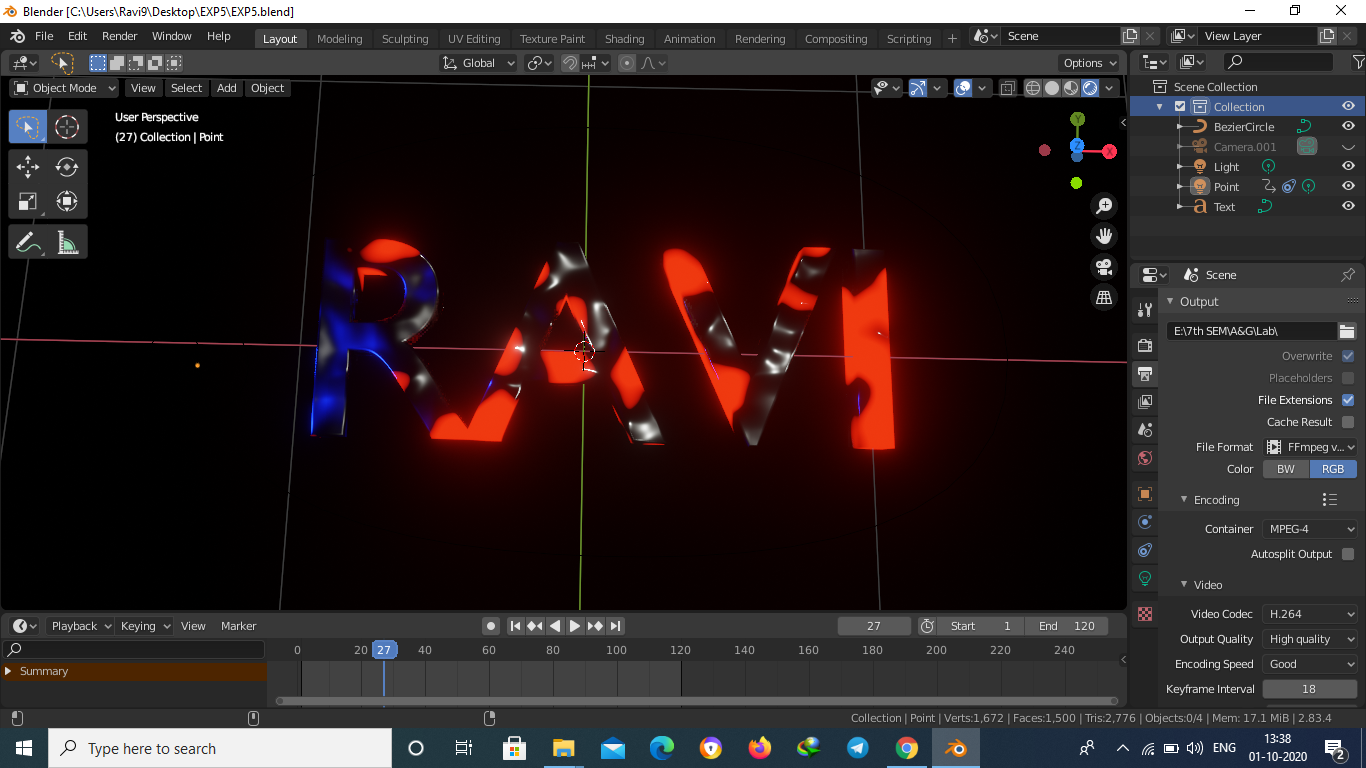 Blender [C:\Users\Ravi9\Desktop\EXP5\EXP5.blend]
File Edit Render Window Help Layout Modeling Sculpting UV Editing Texture Paint Shading Animation Rendering Compositing Scripting + Scene View Layer
Global Options
Object Mode View Select Add Object
User Perspective
(27) Collection | Point
Y
Z X
RAVI
Scene Collection
Collection
BezierCircle
Camera.001
Light
Point
Text
Scene
Output
E:\7th SEM\A&G\Lab\
Overwrite
Placeholders
File Extensions
Cache Result
File Format FFmpeg v...
Color BW RGB
Encoding
Container MPEG-4
Autosplit Output
Video
Video Codec H.264
Output Quality High quality
Encoding Speed Good
Keyframe Interval 18
Playback Keying View Marker 27 Start 1 End 120
0 20 27 40 60 80 100 120 140 160 180 200 220 240
Summary
Collection | Point | Verts:1,672 | Faces:1,500 | Tris:2,776 | Objects:0/4 | Mem: 17.1 MiB | 2.83.4
Type here to search
ENG
13:38
01-10-2020
2